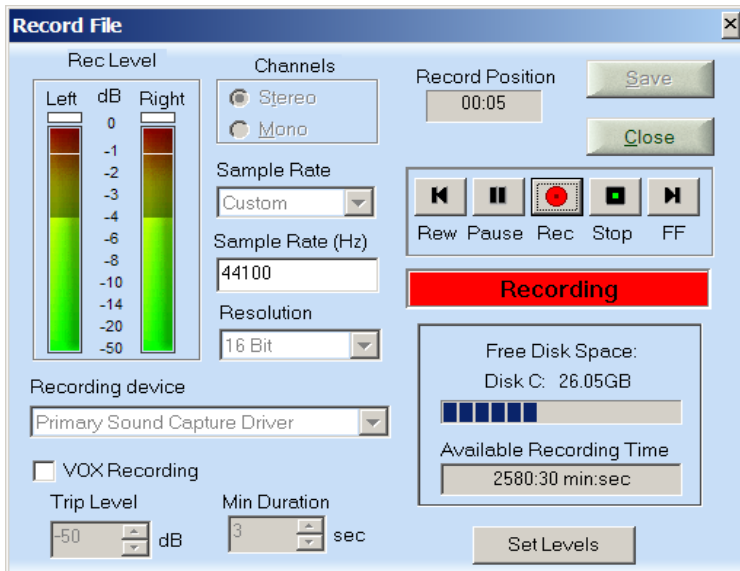 Record File
Rec Level
Left dB Right
0
-1
-2
-3
-4
-6
-8
-10
-14
-20
-50
Channels
Stereo
Mono
Sample Rate
Custom
Sample Rate (Hz)
44100
Resolution
16 Bit
Record Position
00:05
Save
Close
Rew Pause Rec Stop FF
Recording
Free Disk Space:
Disk C: 26.05GB
Available Recording Time
2580:30 min:sec
Recording device
Primary Sound Capture Driver
VOX Recording
Trip Level
-50 dB
Min Duration
3 sec
Set Levels